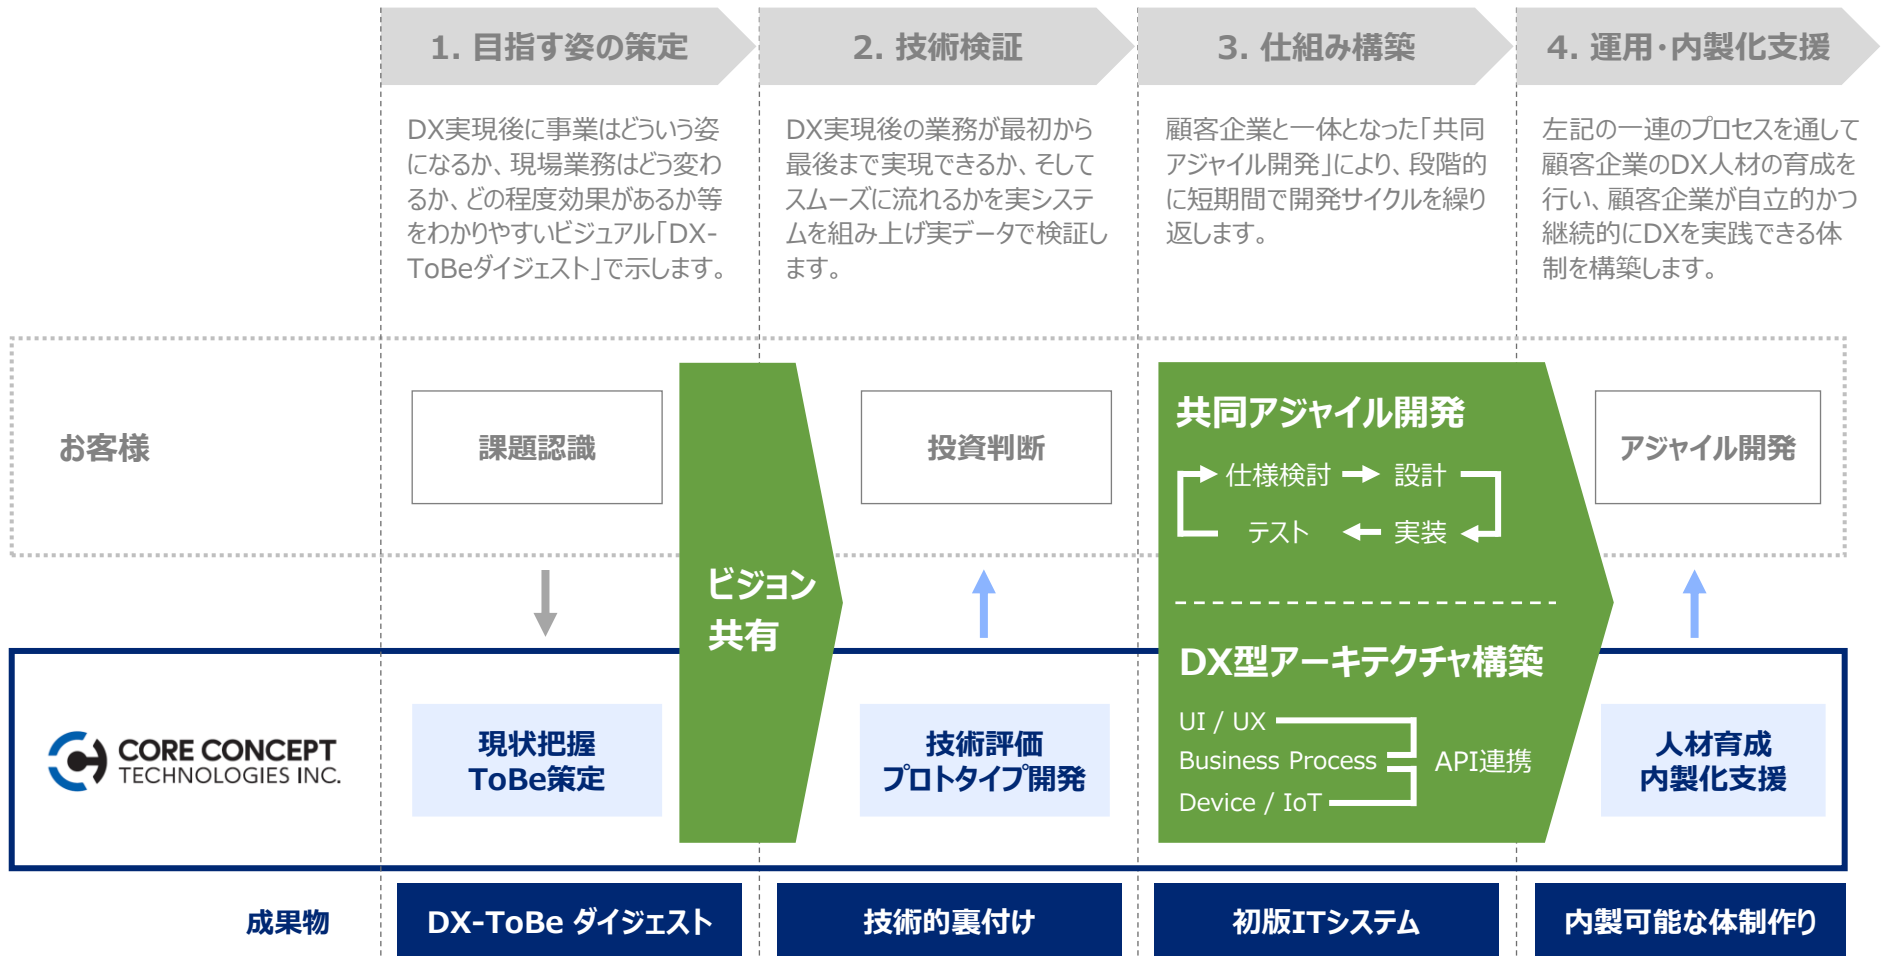 1. 目指す姿の策定
2. 技術検証
3. 仕組み構築
4. 運用・内製化支援
DX実現後に事業はどういう姿
になるか、現場業務はどう変わ
るか、どの程度効果があるか等
をわかりやすいビジュアル「DX-
ToBeダイジェスト」で示します。
DX実現後の業務が最初から
最後まで実現できるか、そして
スムーズに流れるかを実システ
ムを組み上げ実データで検証し
ます。
顧客企業と一体となった「共同
アジャイル開発」により、段階的
に短期間で開発サイクルを繰り
返します。
左記の一連のプロセスを通して
顧客企業のDX人材の育成を
行い、顧客企業が自立的かつ
継続的にDXを実践できる体
制を構築します。
お客様
課題認識
ビジョン
共有
投資判断
共同アジャイル開発
仕様検討
設計
テスト
実装
アジャイル開発
DX型アーキテクチャ構築
UI / UX
Business Process
Device / IoT
API連携
CORE CONCEPT
TECHNOLOGIES INC.
現状把握
ToBe策定
技術評価
プロトタイプ開発
人材育成
内製化支援
成果物
DX-ToBe ダイジェスト
技術的裏付け
初版ITシステム
内製可能な体制作り